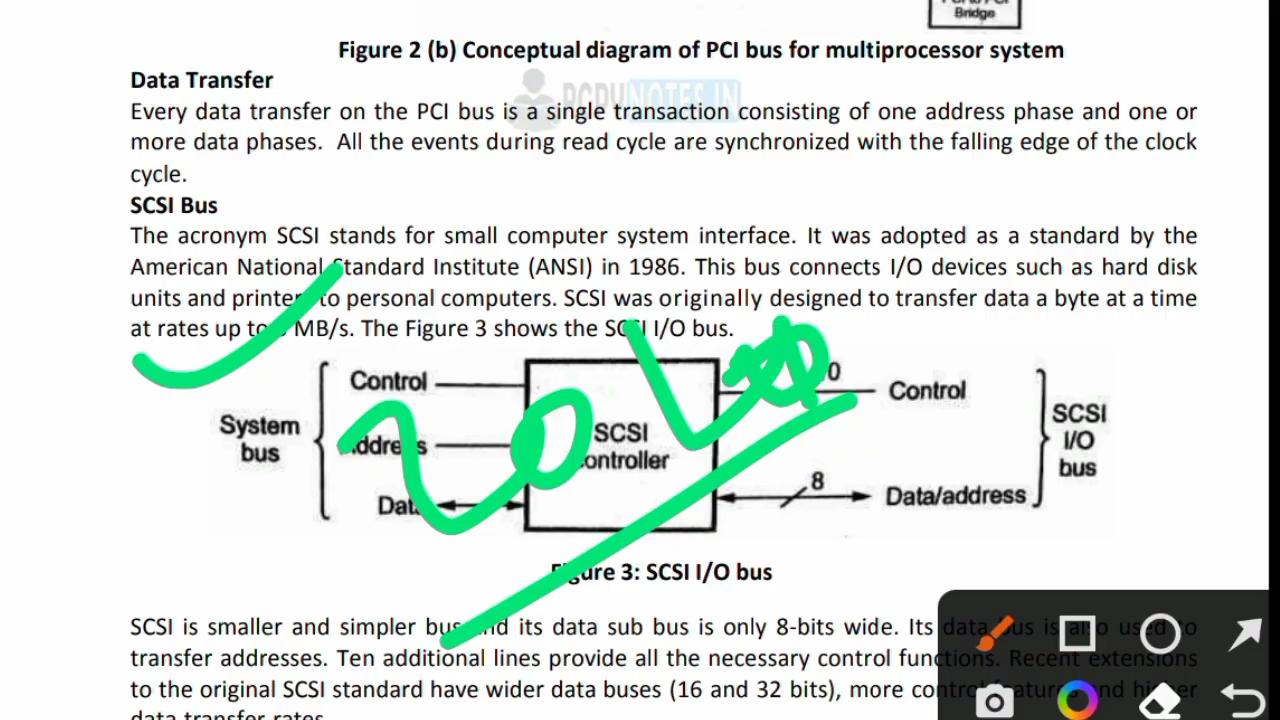 Bridge
Figure 2 (b) Conceptual diagram of PCI bus for multiprocessor system
Data Transfer
Every data transfer on the PCI bus is a single transaction consisting of one address phase and one or
more data phases. All the events during read cycle are synchronized with the falling edge of the clock
cycle.
SCSI Bus
The acronym SCSI stands for small computer system interface. It was adopted as a standard by the
American National Standard Institute (ANSI) in 1986. This bus connects I/O devices such as hard disk
units and printers to personal computers. SCSI was originally designed to transfer data a byte at a time
at rates up to MB/s. The Figure 3 shows the SCSI I/O bus.
Control
Address
Data
System
bus
SCSI
Controller
0
Control
8
Data/address
SCSI
I/O
bus
Figure 3: SCSI I/O bus
SCSI is smaller and simpler bus and its data sub bus is only 8-bits wide. Its data bus is also used to
transfer addresses. Ten additional lines provide all the necessary control functions. Recent extensions
to the original SCSI standard have wider data buses (16 and 32 bits), more control features and higher
data transfer rates.